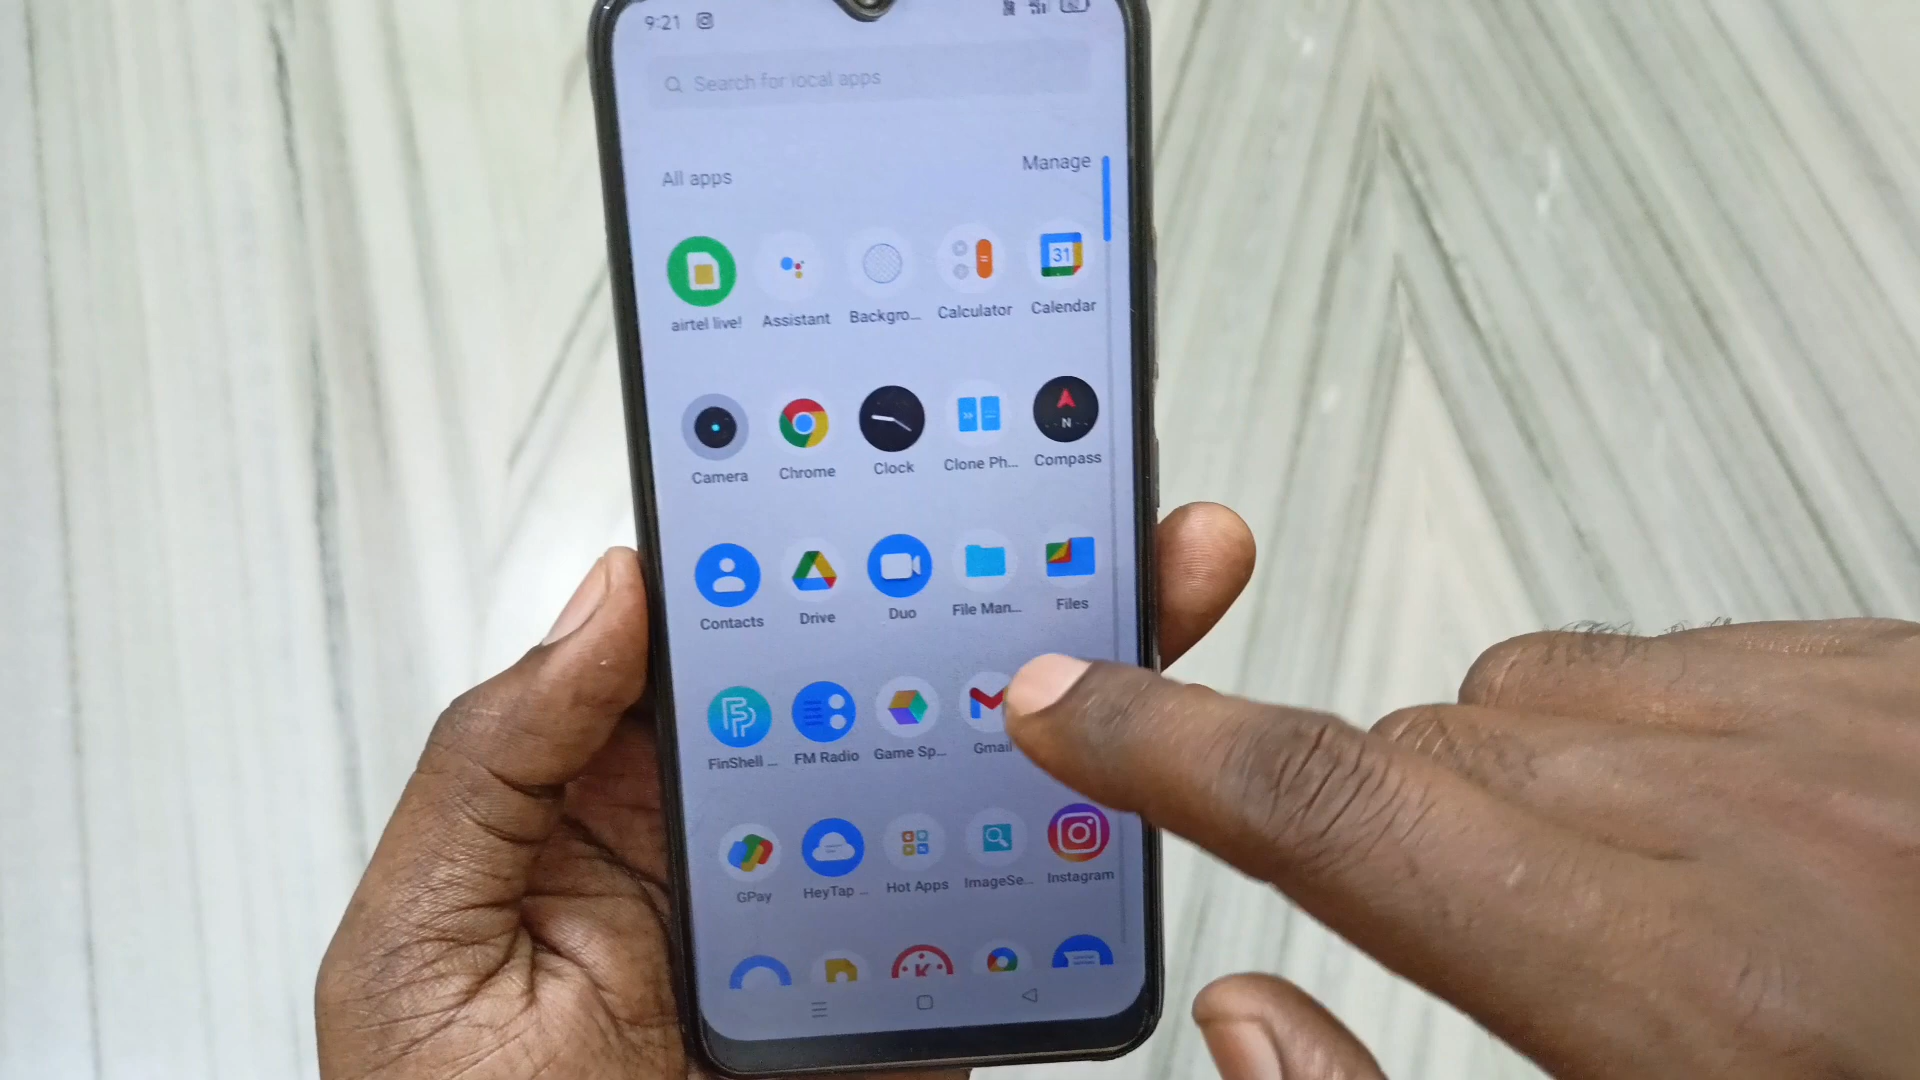 9:21
Search for local apps
All apps
Manage
airtel live!
Assistant
Backgro...
Calculator
31
Calendar
Camera
Chrome
Clock
Clone Ph...
N
Compass
Contacts
Drive
Duo
File Man...
Files
FinShell ...
FM Radio
Game Sp...
Gmail
GPay
HeyTap ...
Hot Apps
ImageSe...
Instagram
K